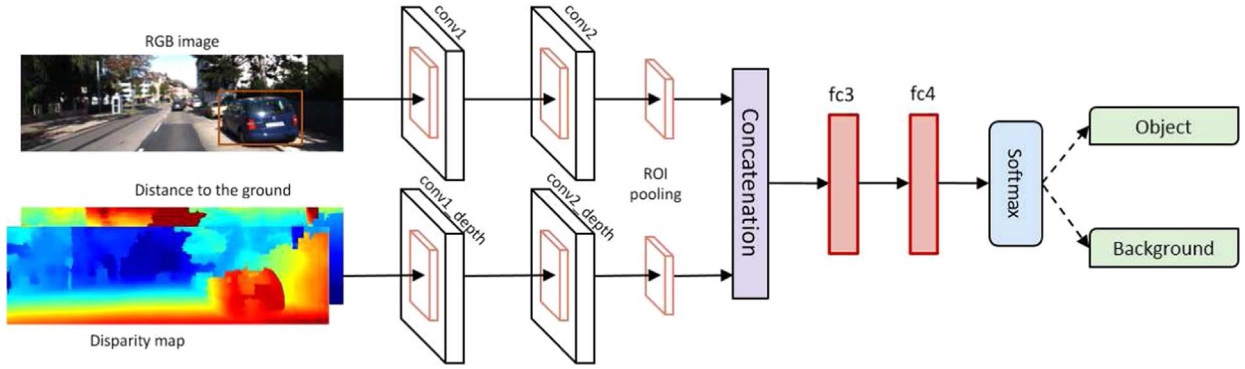 RGB image
Distance to the ground
Disparity map
conv1
conv2
conv1_depth
conv2_depth
ROI
pooling
Concatenation
fc3
fc4
Softmax
Object
Background